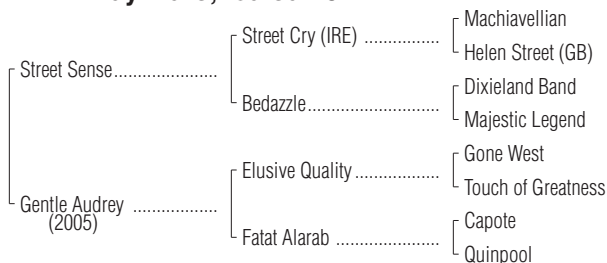 Machiavellian
Street Cry (IRE) ..................
Helen Street (GB)
Street Sense.........................
Dixieland Band
Bedazzle................................
Majestic Legend
Gone West
Elusive Quality ....................
Touch of Greatness
Gentle Audrey ....................
(2005)
Capote
Fatat Alarab .........................
Quinpool